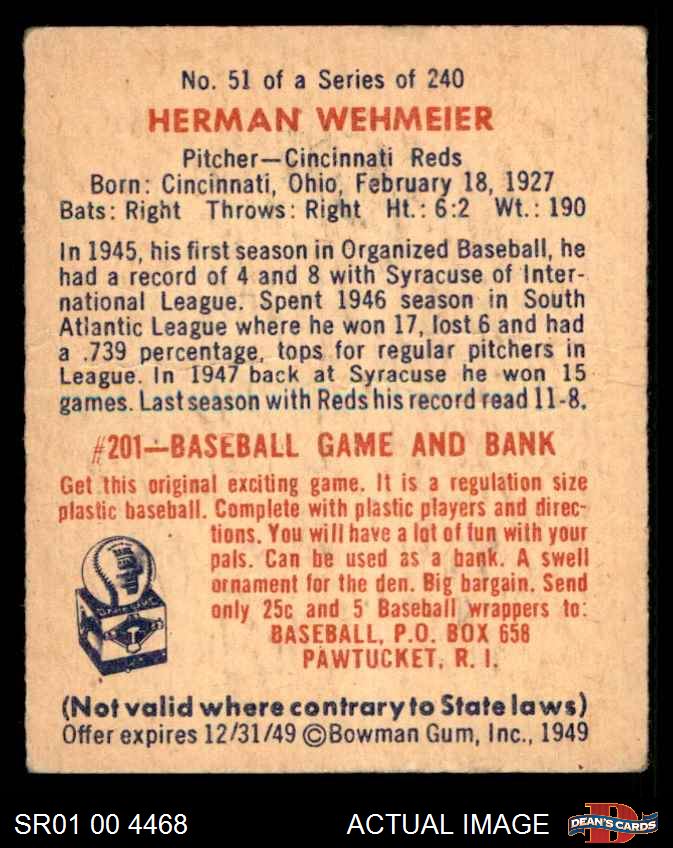 No. 51 of a Series of 240
HERMAN WEHMEIER
Pitcher—Cincinnati Reds
Born: Cincinnati, Ohio, February 18, 1927
Bats: Right Throws: Right Ht.: 6:2 Wt.: 190
In 1945, his first season in Organized Baseball, he
had a record of 4 and 8 with Syracuse of Inter-
national League. Spent 1946 season in South
Atlantic League where he won 17, lost 6 and had
a .739 percentage, tops for regular pitchers in
League. In 1947 back at Syracuse he won 15
games. Last season with Reds his record read 11-8.
#201—BASEBALL GAME AND BANK
Get this original exciting game. It is a regulation size
plastic baseball. Complete with plastic players and direc-
tions. You will have a lot of fun with your
pals. Can be used as a bank. A swell
ornament for the den. Big bargain. Send
only 25c and 5 Baseball wrappers to:
BASEBALL, P.O. BOX 658
PAWTUCKET, R. I.
(Not valid where contrary to State laws)
Offer expires 12/31/49 ©Bowman Gum, Inc., 1949
SR01 00 4468 ACTUAL IMAGE
DEAN'S CARDS